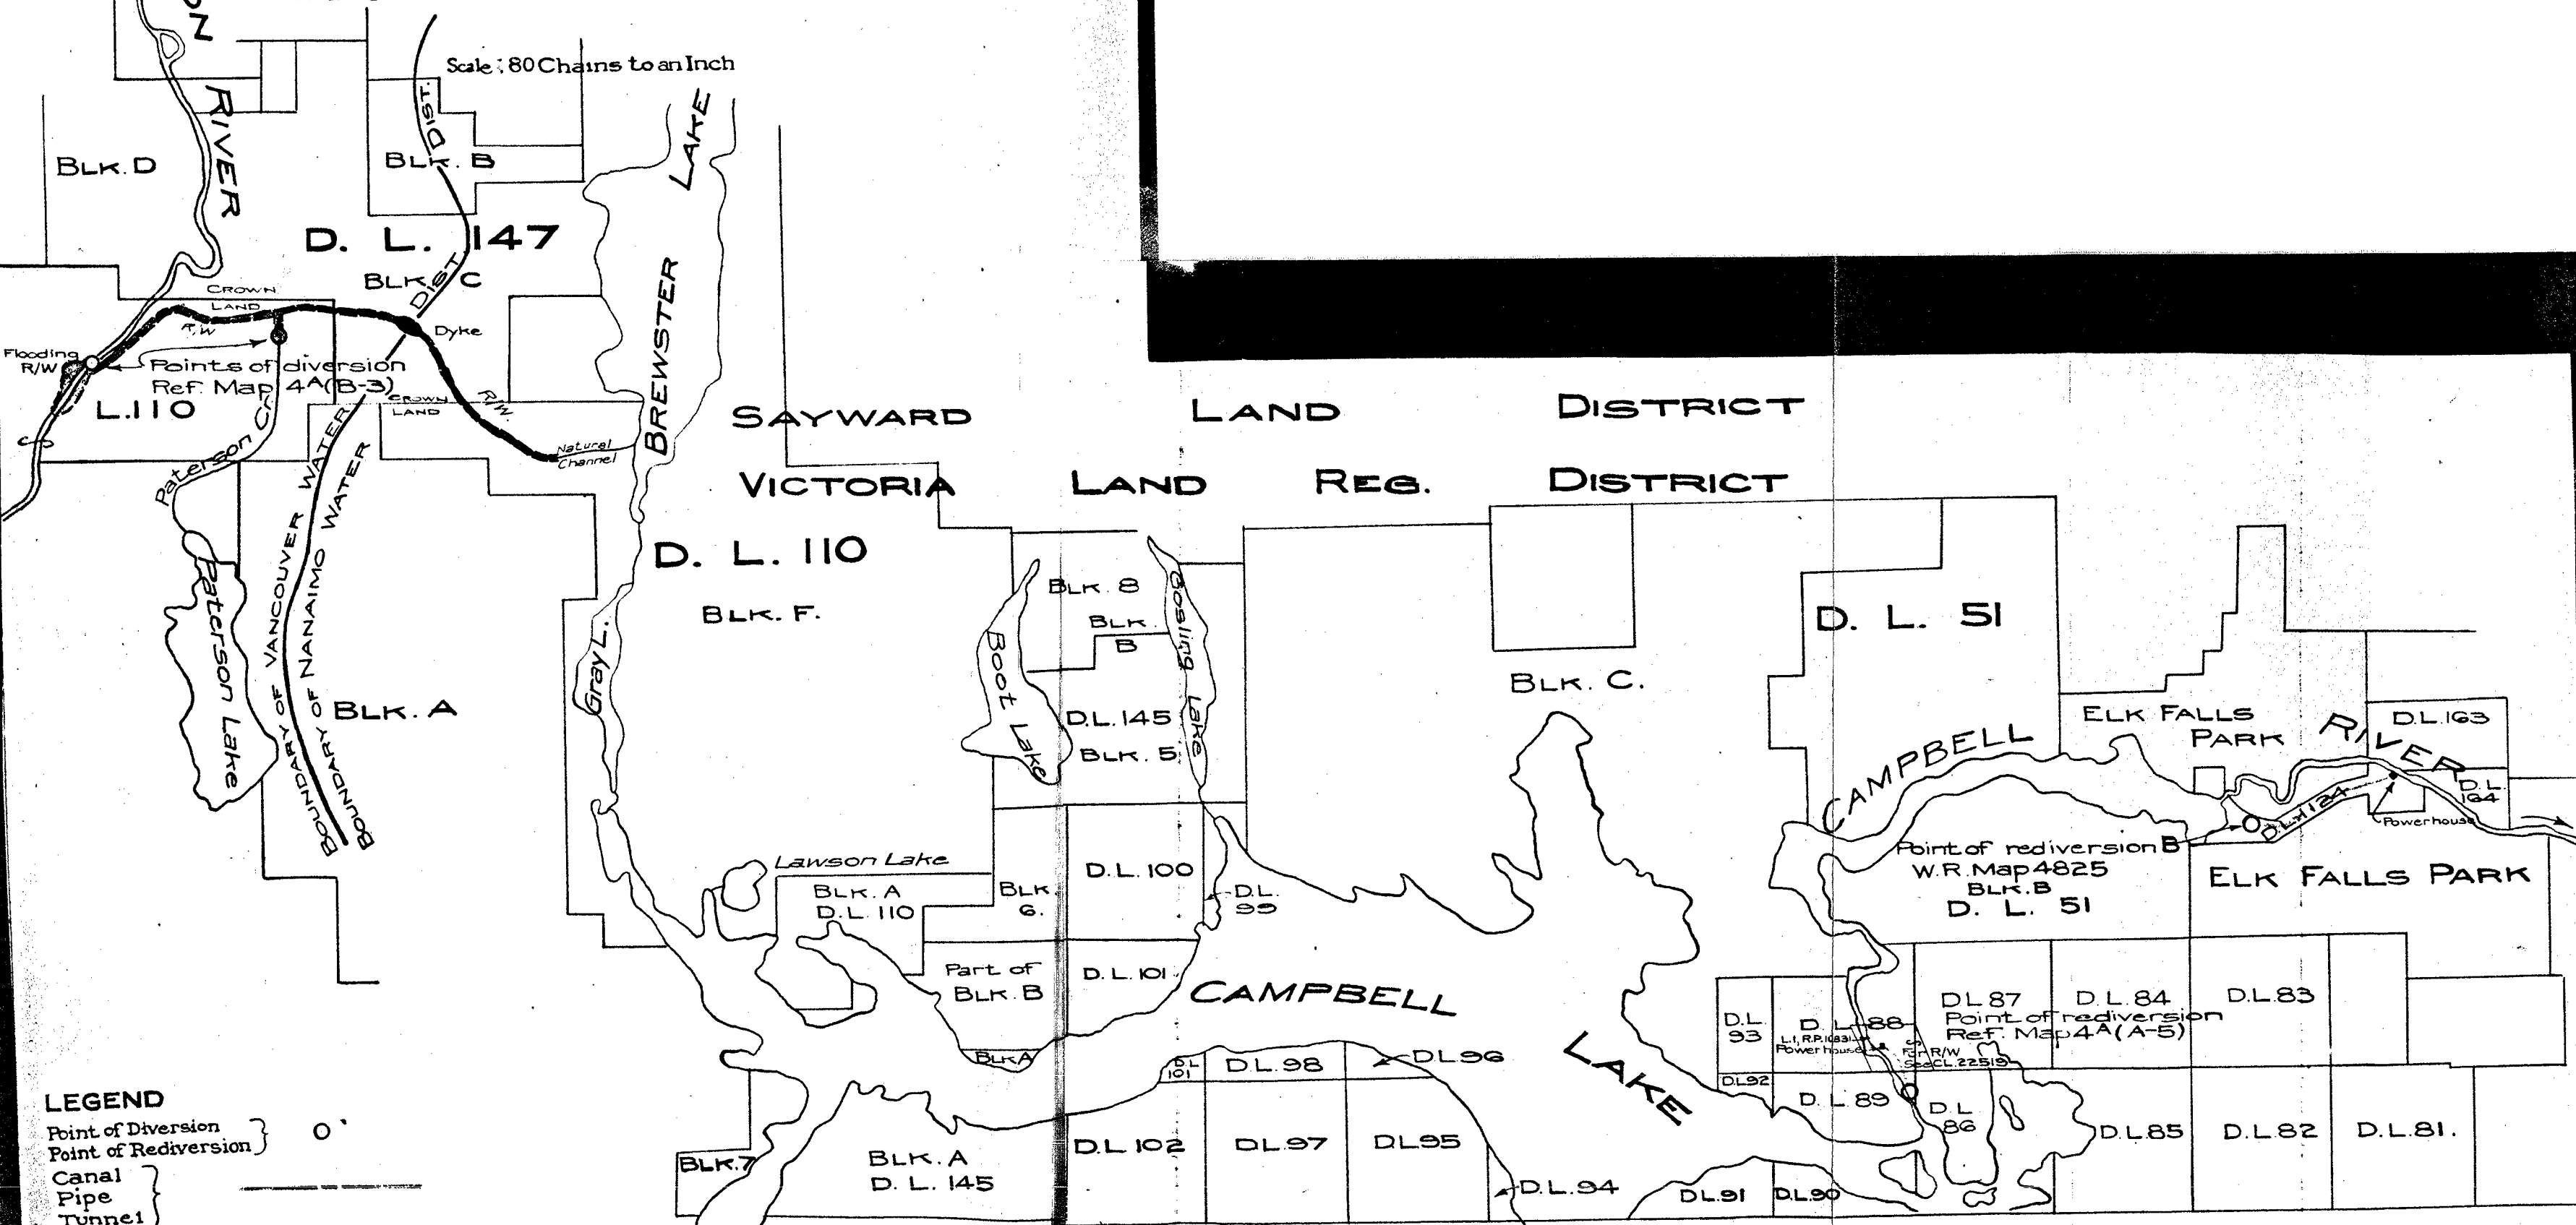 Scale: 80 Chains to an Inch
RIVER
BLK. D
DIST.
BLK. B
LAKE
D. L. 147
BLK. C
DIST.
CROWN
LAND
R/W
Dyke
Flooding
R/W
Points of diversion
Ref. Map 4A (B-3)
L.110
CROWN
LAND
R/W.
Natural
Channel
Paterson Cr.
BREWSTER
SAYWARD LAND DISTRICT
VICTORIA LAND REG. DISTRICT
BOUNDARY OF VANCOUVER WATER
BOUNDARY OF NANAIMO WATER
Paterson Lake
BLK. A
D. L. 110
BLK. F.
Gray L.
Boot Lake
BLK. 8
BLK.
B
Gosling Lake
D.L. 145
BLK. 5
BLK. C.
D. L. 51
ELK FALLS
PARK
CAMPBELL RIVER
D.L.163
D.L.
164
D.L. 1124
Powerhouse
Point of rediversion B
W.R. Map 4825
BLK. B
D. L. 51
ELK FALLS PARK
Lawson Lake
BLK. A
D.L. 110
BLK.
6.
D.L. 100
D.L.
99
Part of
BLK. B
D.L. 101
BLK A
CAMPBELL
LAKE
D.L
101
D.L.98
D.L.96
D.L.
93
D. L. 88
L.1, R.P.10831
Powerhouse
For R/W
See C.L. 22519
D.L 87
Point of rediversion
Ref. Map 4A (A-5)
D.L. 84
D.L.83
D.L.92
D. L. 89
D. L
86
D.L.85
D.L.82
D.L.81.
BLK.7
BLK. A
D. L. 145
D.L. 102
D.L.97
D.L.95
D.L.94
D.L.91
D.L.90
LEGEND
Point of Diversion
Point of Rediversion
Canal
Pipe
Tunnel